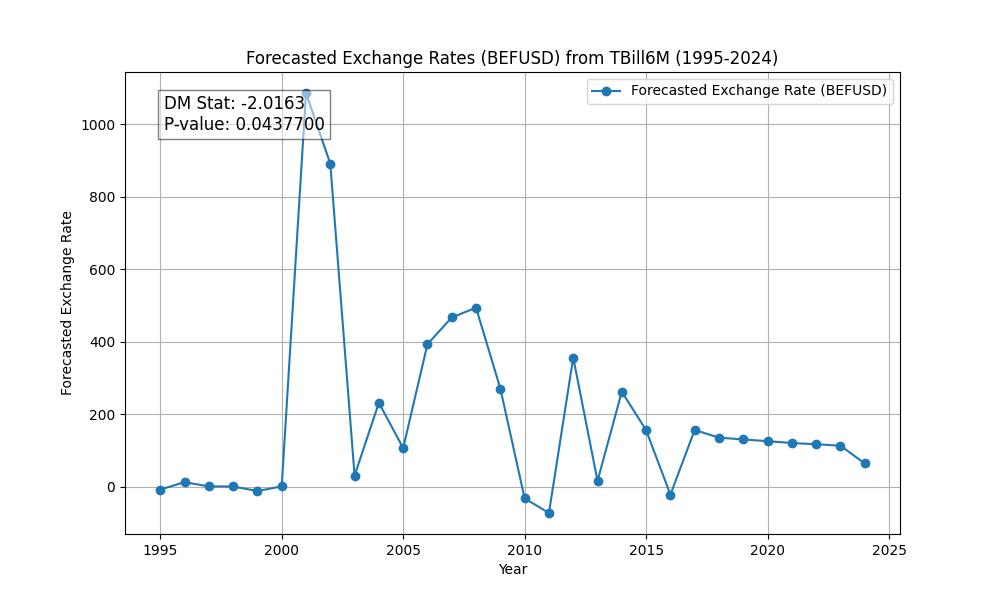 Forecasted Exchange Rates (BEFUSD) from TBill6M (1995-2024)
DM Stat: -2.0163
P-value: 0.0437700
Forecasted Exchange Rate (BEFUSD)
Forecasted Exchange Rate
1000
800
600
400
200
0
1995
2000
2005
2010
2015
2020
2025
Year